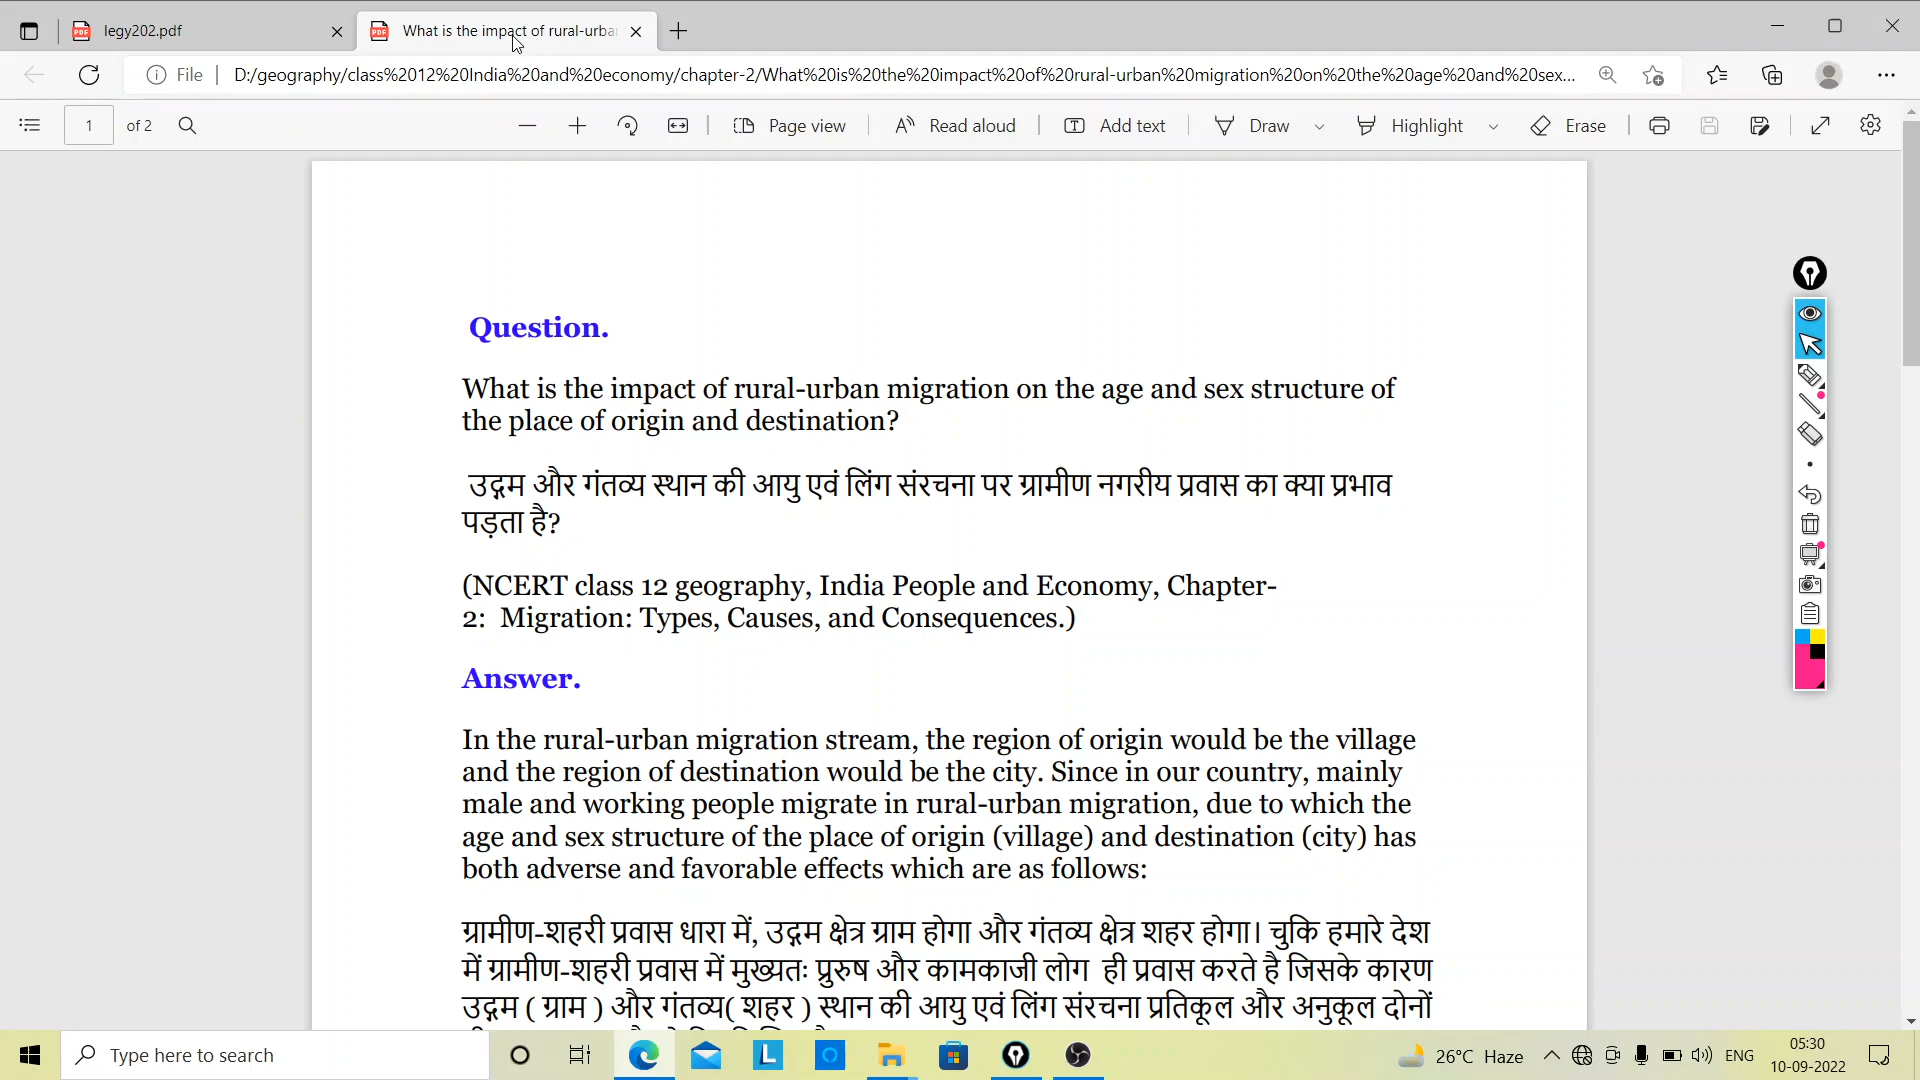 legy202.pdf
What is the impact of rural-urba
File
D:/geography/class%2012%20India%20and%20economy/chapter-2/What%20is%20the%20impact%20of%20rural-urban%20migration%20on%20the%20age%20and%20sex...
1 of 2
Page view
Read aloud
Add text
Draw
Highlight
Erase
Question.
What is the impact of rural-urban migration on the age and sex structure of
the place of origin and destination?
उद्गम और गंतव्य स्थान की आयु एवं लिंग संरचना पर ग्रामीण नगरीय प्रवास का क्या प्रभाव
पड़ता है?
(NCERT class 12 geography, India People and Economy, Chapter-
2:  Migration: Types, Causes, and Consequences.)
Answer.
In the rural-urban migration stream, the region of origin would be the village
and the region of destination would be the city. Since in our country, mainly
male and working people migrate in rural-urban migration, due to which the
age and sex structure of the place of origin (village) and destination (city) has
both adverse and favorable effects which are as follows:
ग्रामीण-शहरी प्रवास धारा में, उद्गम क्षेत्र ग्राम होगा और गंतव्य क्षेत्र शहर होगा। चुकि हमारे देश
में ग्रामीण-शहरी प्रवास में मुख्यतः प्रुरुष और कामकाजी लोग  ही प्रवास करते है जिसके कारण
उद्गम ( ग्राम ) और गंतव्य( शहर ) स्थान की आयु एवं लिंग संरचना प्रतिकूल और अनुकूल दोनों
Type here to search
26°C Haze
ENG
05:30
10-09-2022